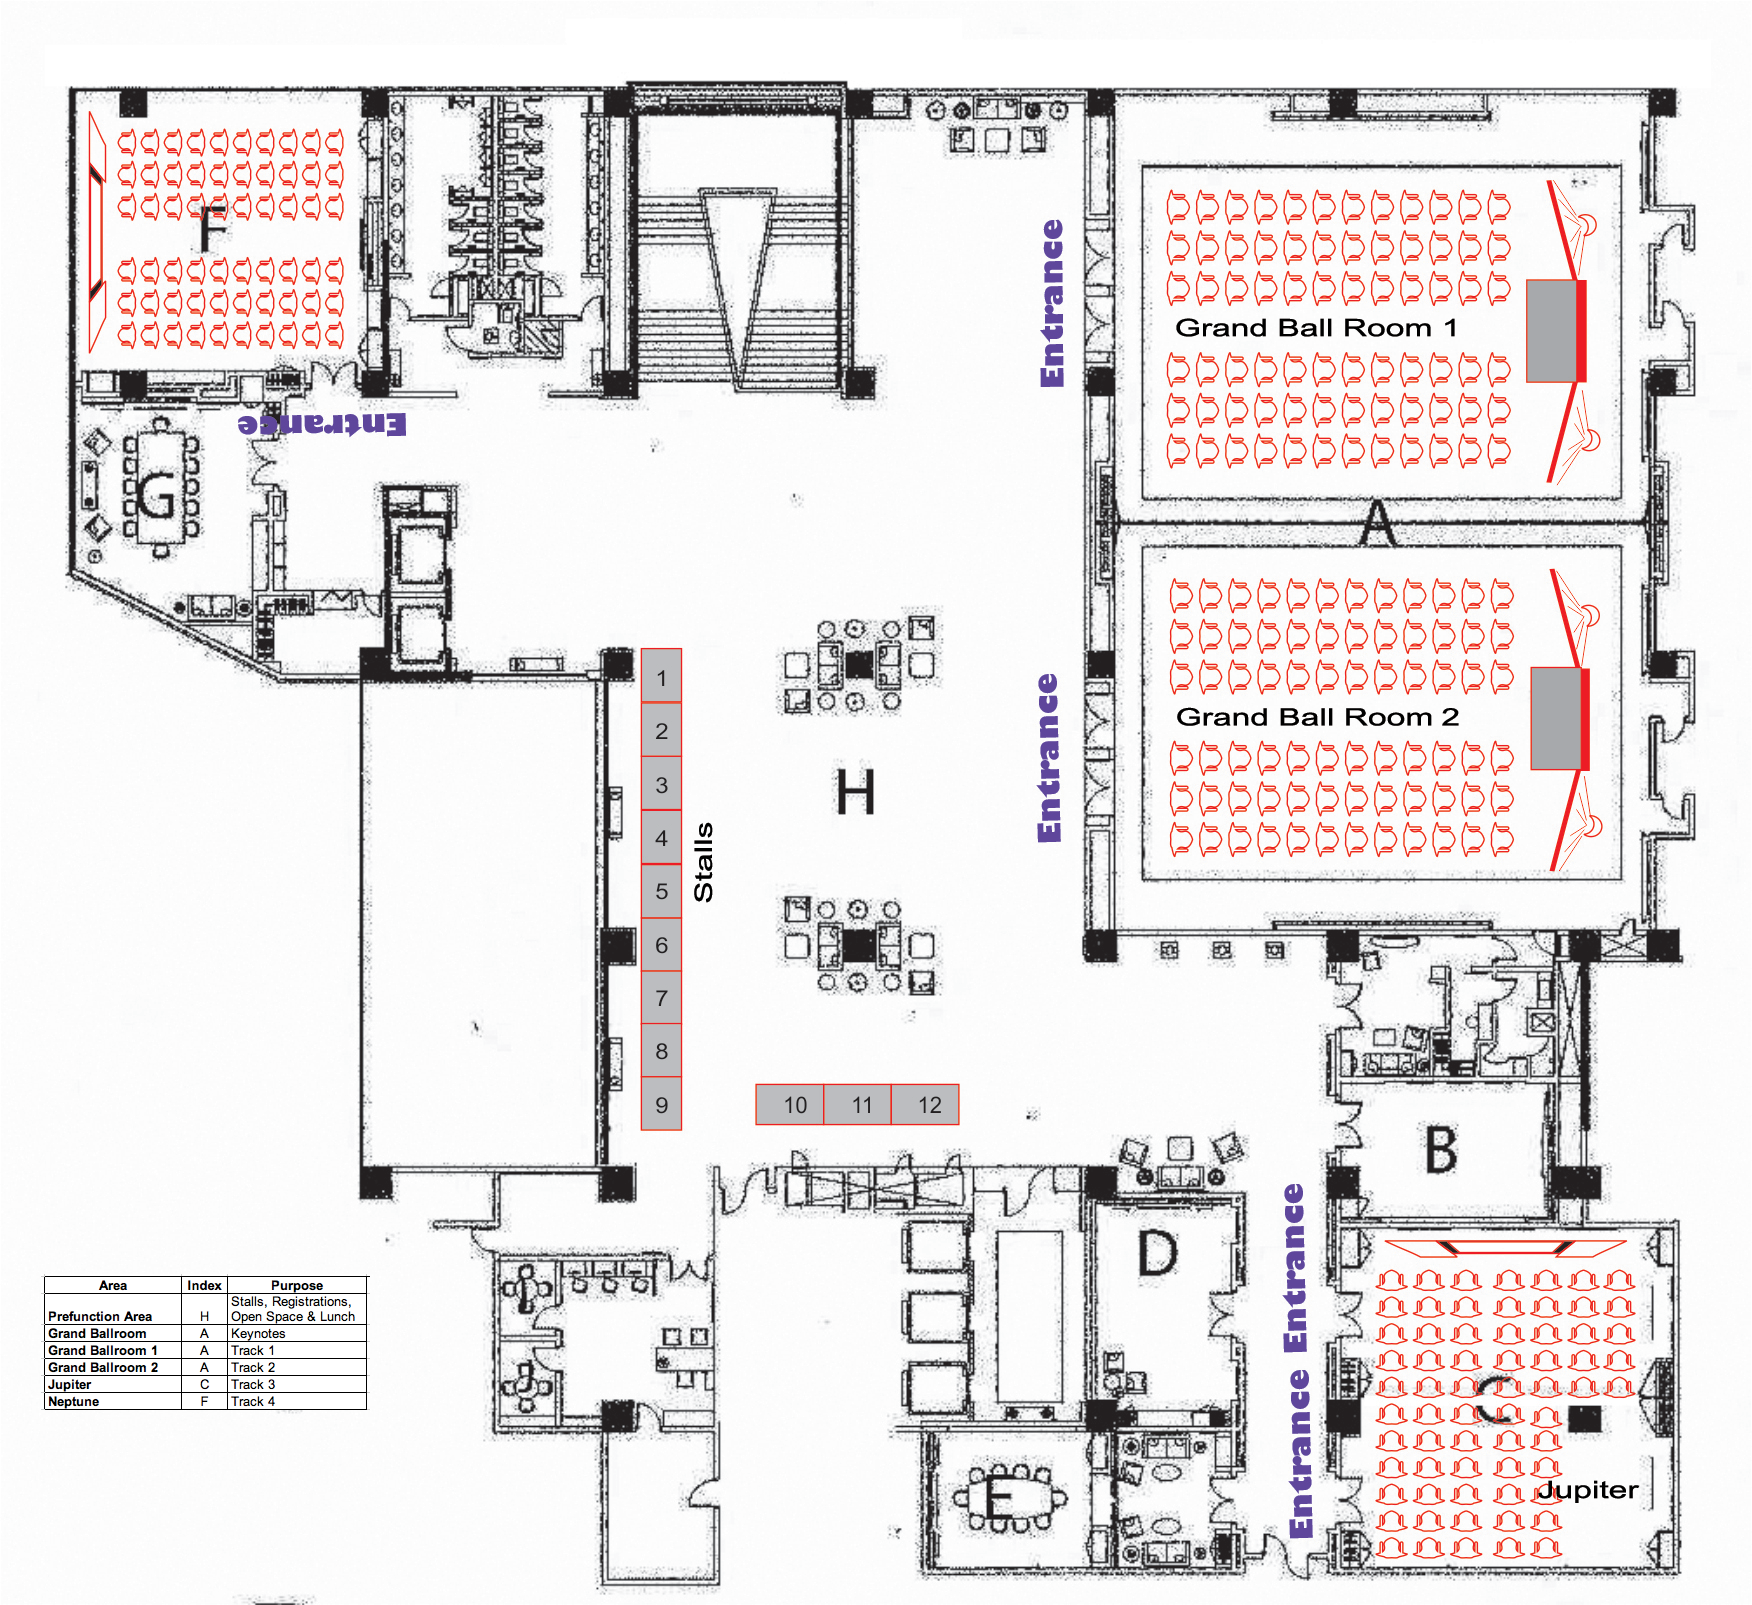 F
Entrance
Grand Ball Room 1
Entrance
G
A
1
2
3
4
5
6
7
8
9
Stalls
H
Entrance
Grand Ball Room 2
10 11 12
B
D
Entrance
Entrance
C
Jupiter
E
Area Index Purpose
Prefunction Area H Stalls, Registrations,
Open Space & Lunch
Grand Ballroom A Keynotes
Grand Ballroom 1 A Track 1
Grand Ballroom 2 A Track 2
Jupiter C Track 3
Neptune F Track 4